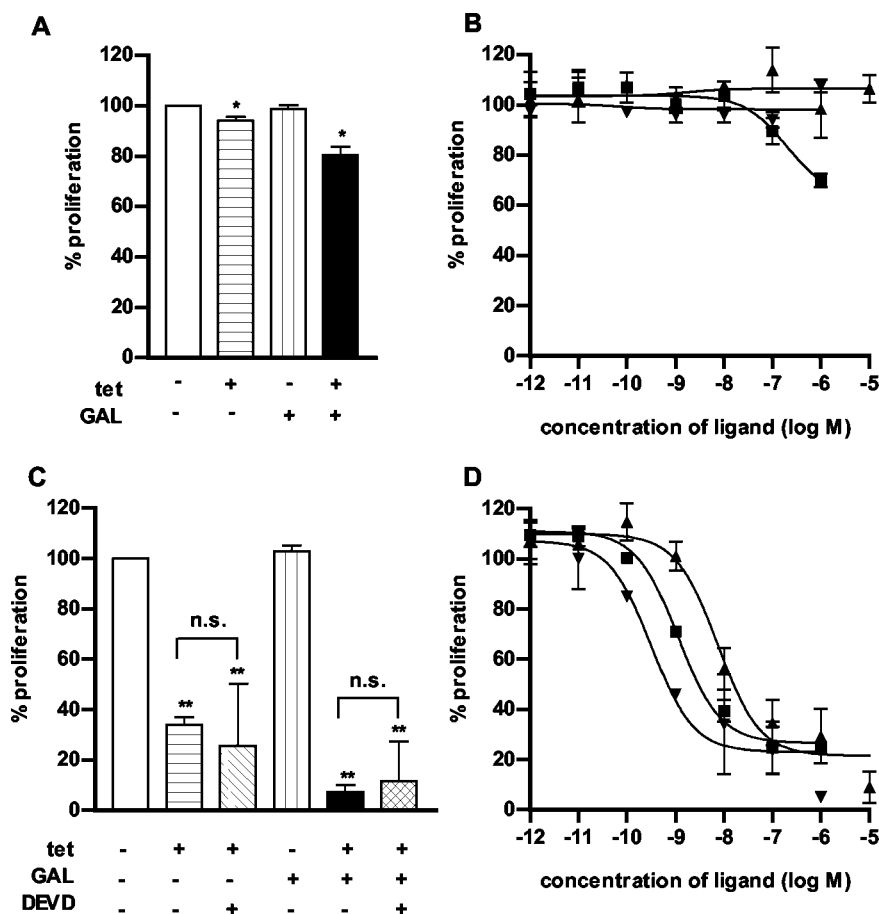 A
120
100
80
60
40
20
0
% proliferation
* *
tet - + - +
GAL - - + +
B
120
100
80
60
40
20
0
% proliferation
-12 -11 -10 -9 -8 -7 -6 -5
concentration of ligand (log M)
C
120
100
80
60
40
20
0
% proliferation
n.s.
** **
n.s.
** **
tet - + + - + +
GAL - - - + + +
DEVD - - + - - +
D
120
100
80
60
40
20
0
% proliferation
-12 -11 -10 -9 -8 -7 -6 -5
concentration of ligand (log M)